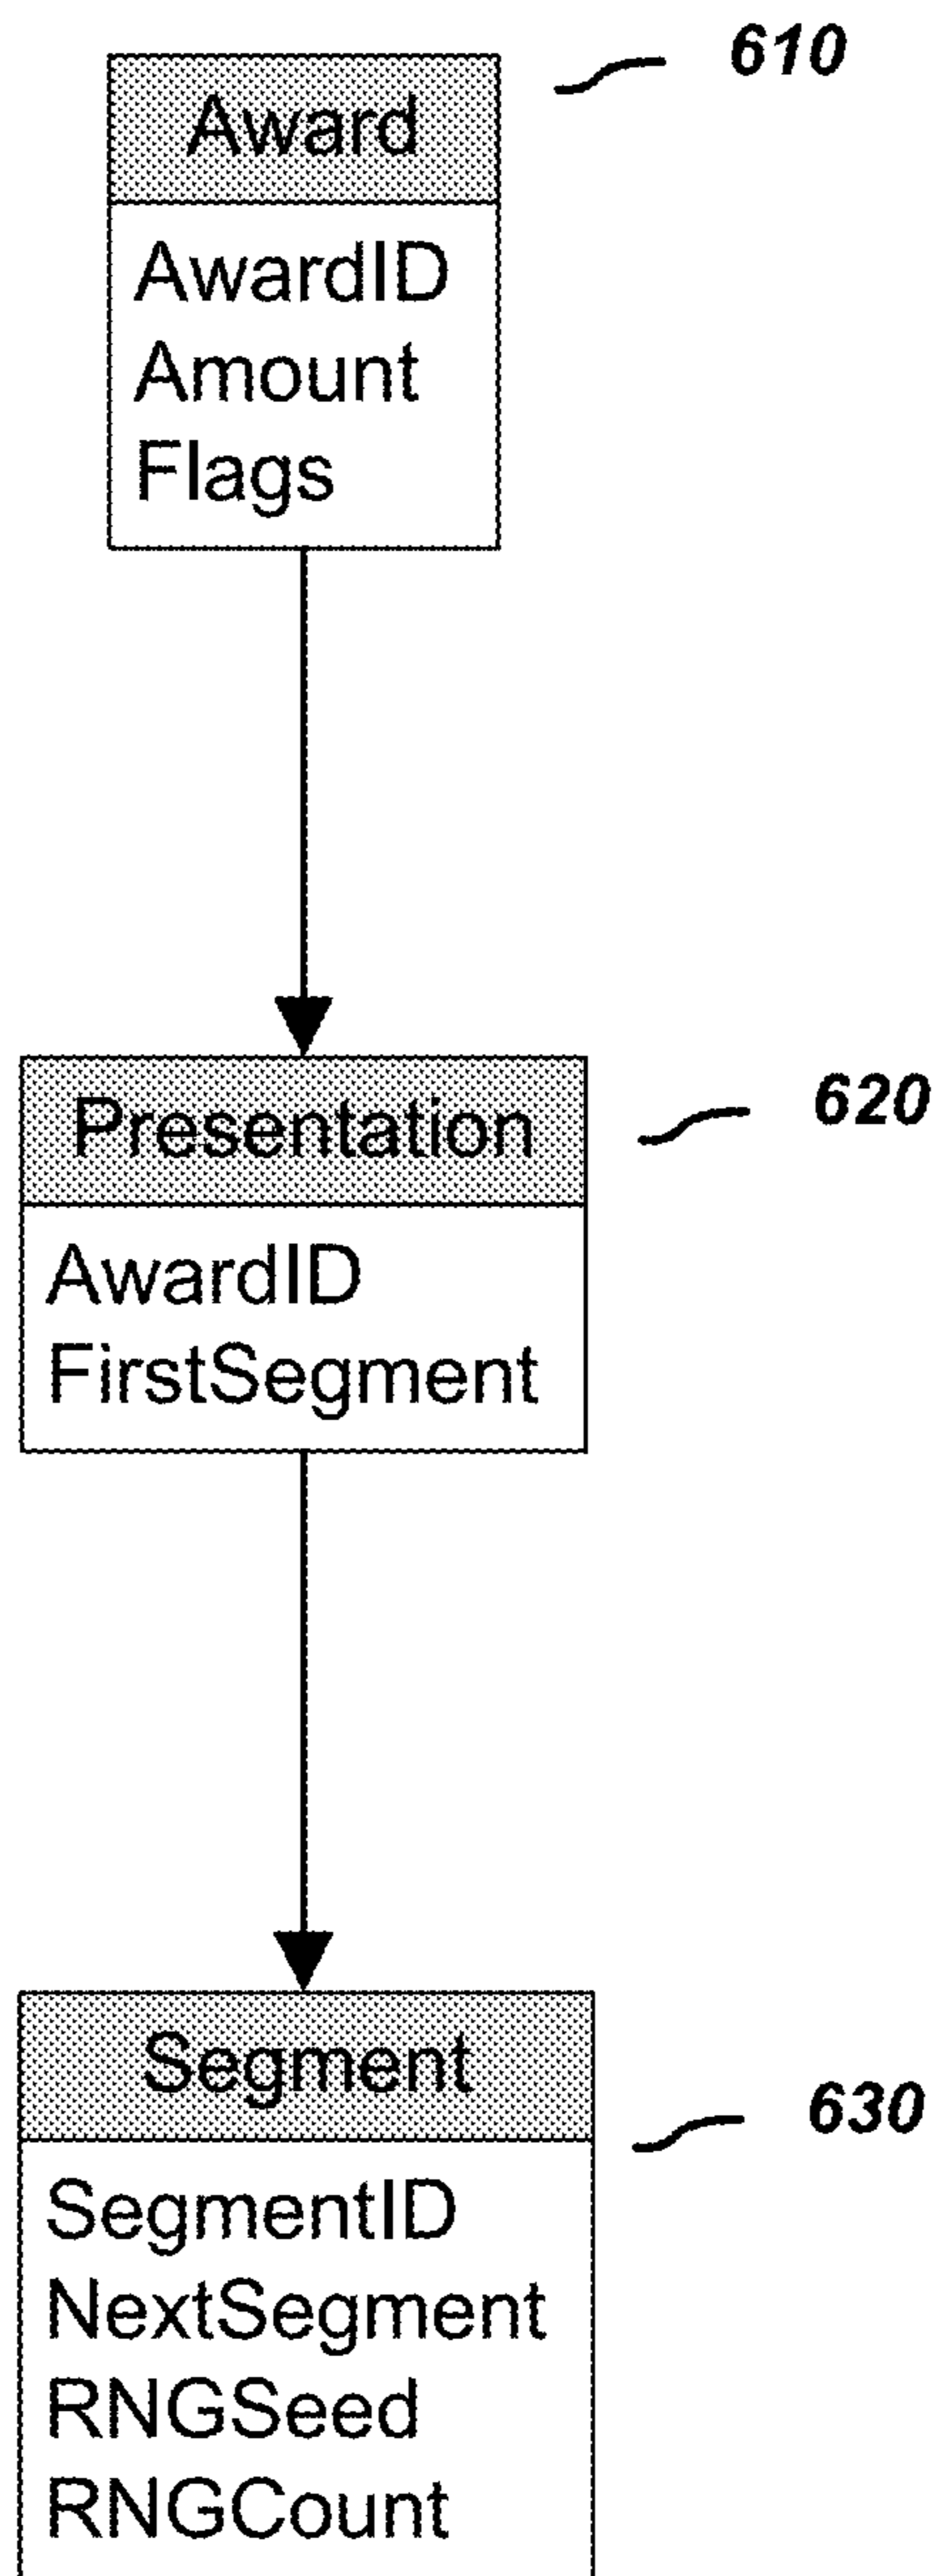 610
Award
AwardID
Amount
Flags
Presentation
620
AwardID
FirstSegment
Segment
630
SegmentID
NextSegment
RNGSeed
RNGCount